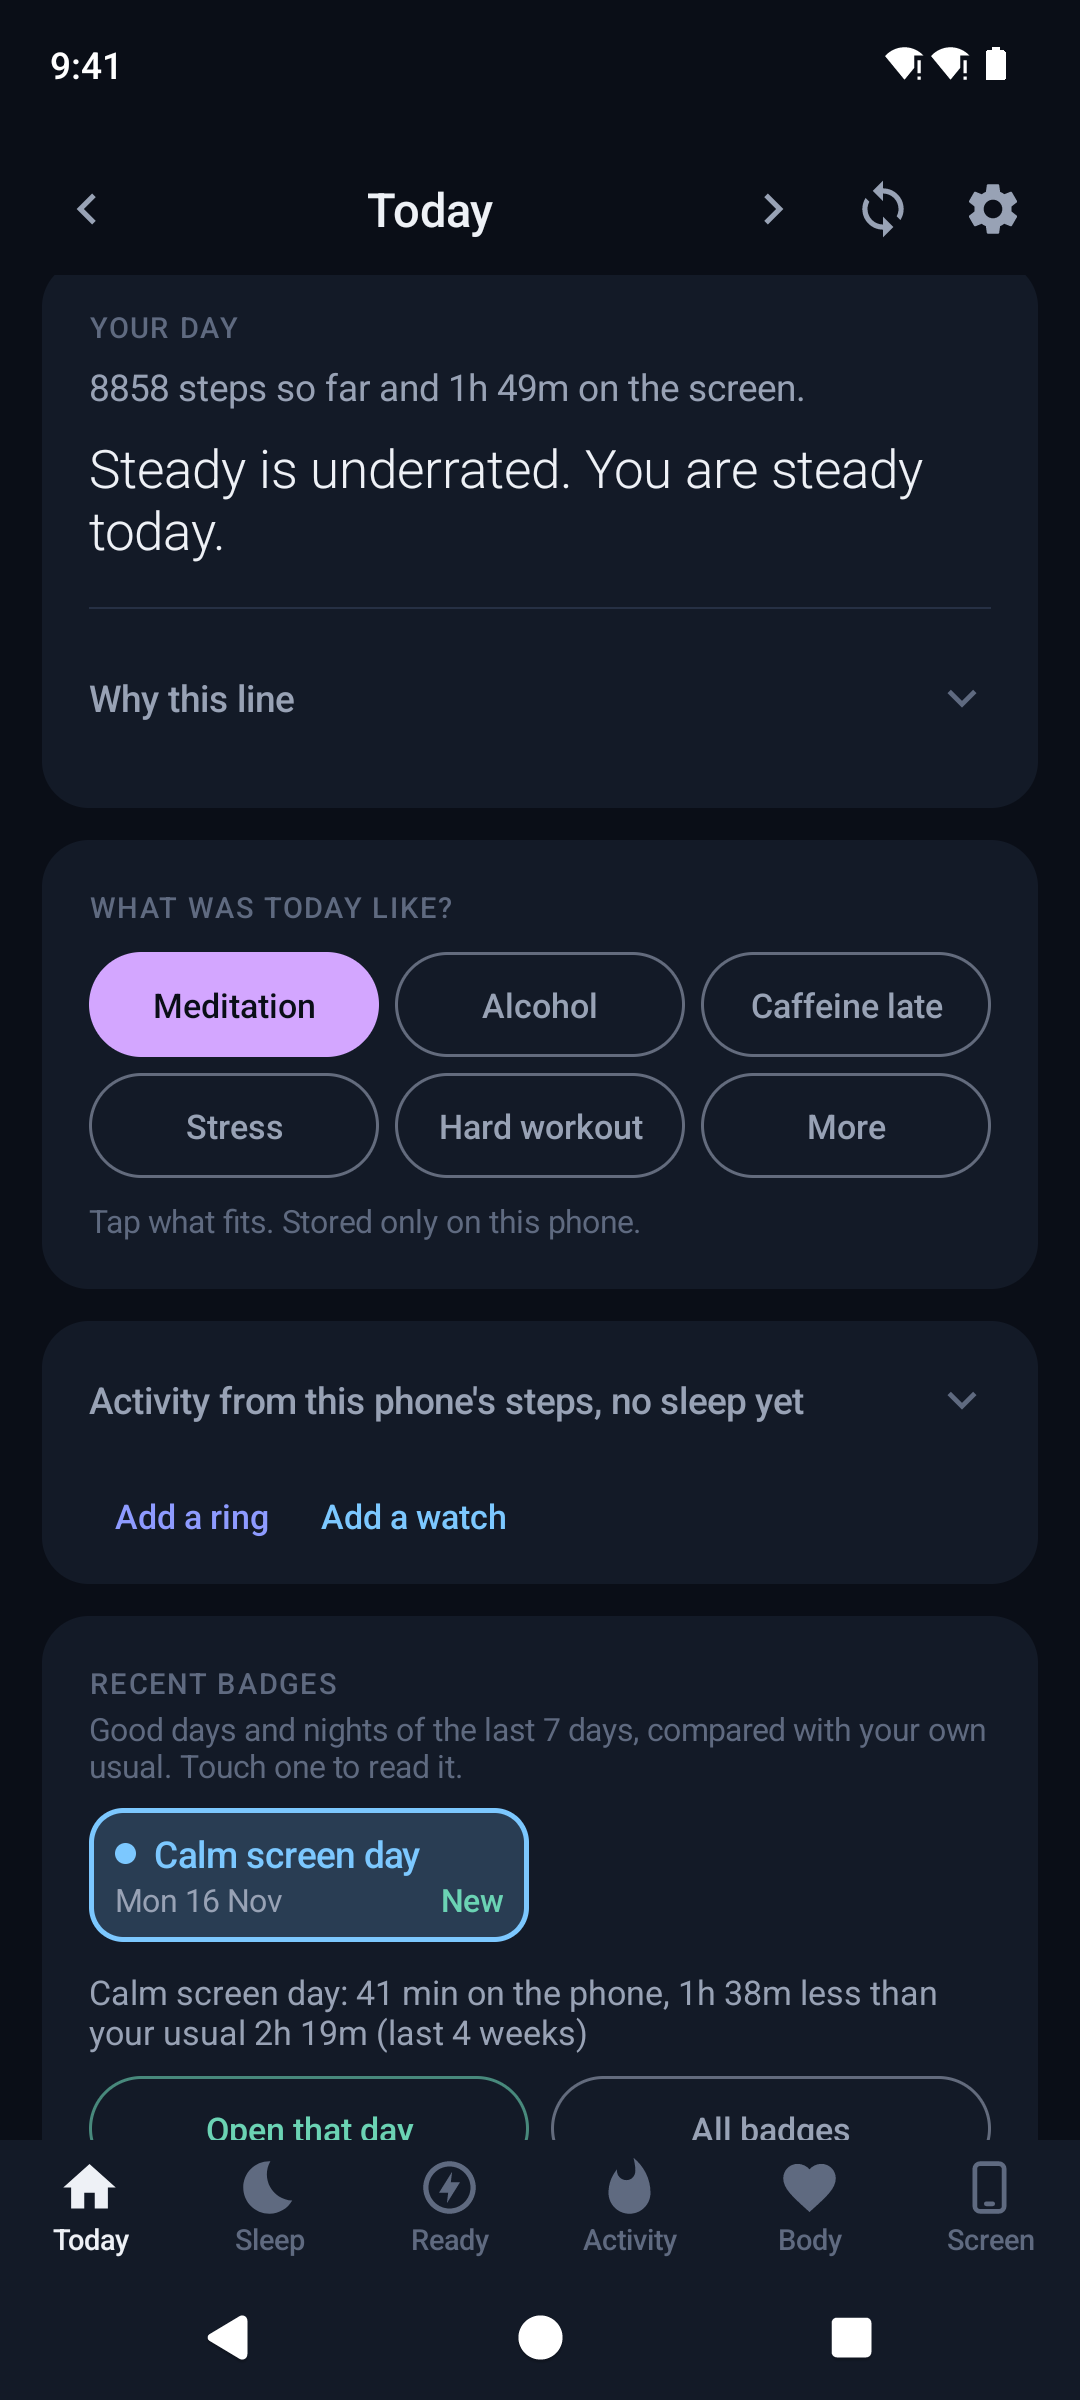 9:41
Today
YOUR DAY
8858 steps so far and 1h 49m on the screen.
Steady is underrated. You are steady
today.
Why this line
WHAT WAS TODAY LIKE?
Meditation Alcohol Caffeine late
Stress Hard workout More
Tap what fits. Stored only on this phone.
Activity from this phone's steps, no sleep yet
Add a ring Add a watch
RECENT BADGES
Good days and nights of the last 7 days, compared with your own
usual. Touch one to read it.
Calm screen day
Mon 16 Nov New
Calm screen day: 41 min on the phone, 1h 38m less than
your usual 2h 19m (last 4 weeks)
Open that day All badges
Today Sleep Ready Activity Body Screen